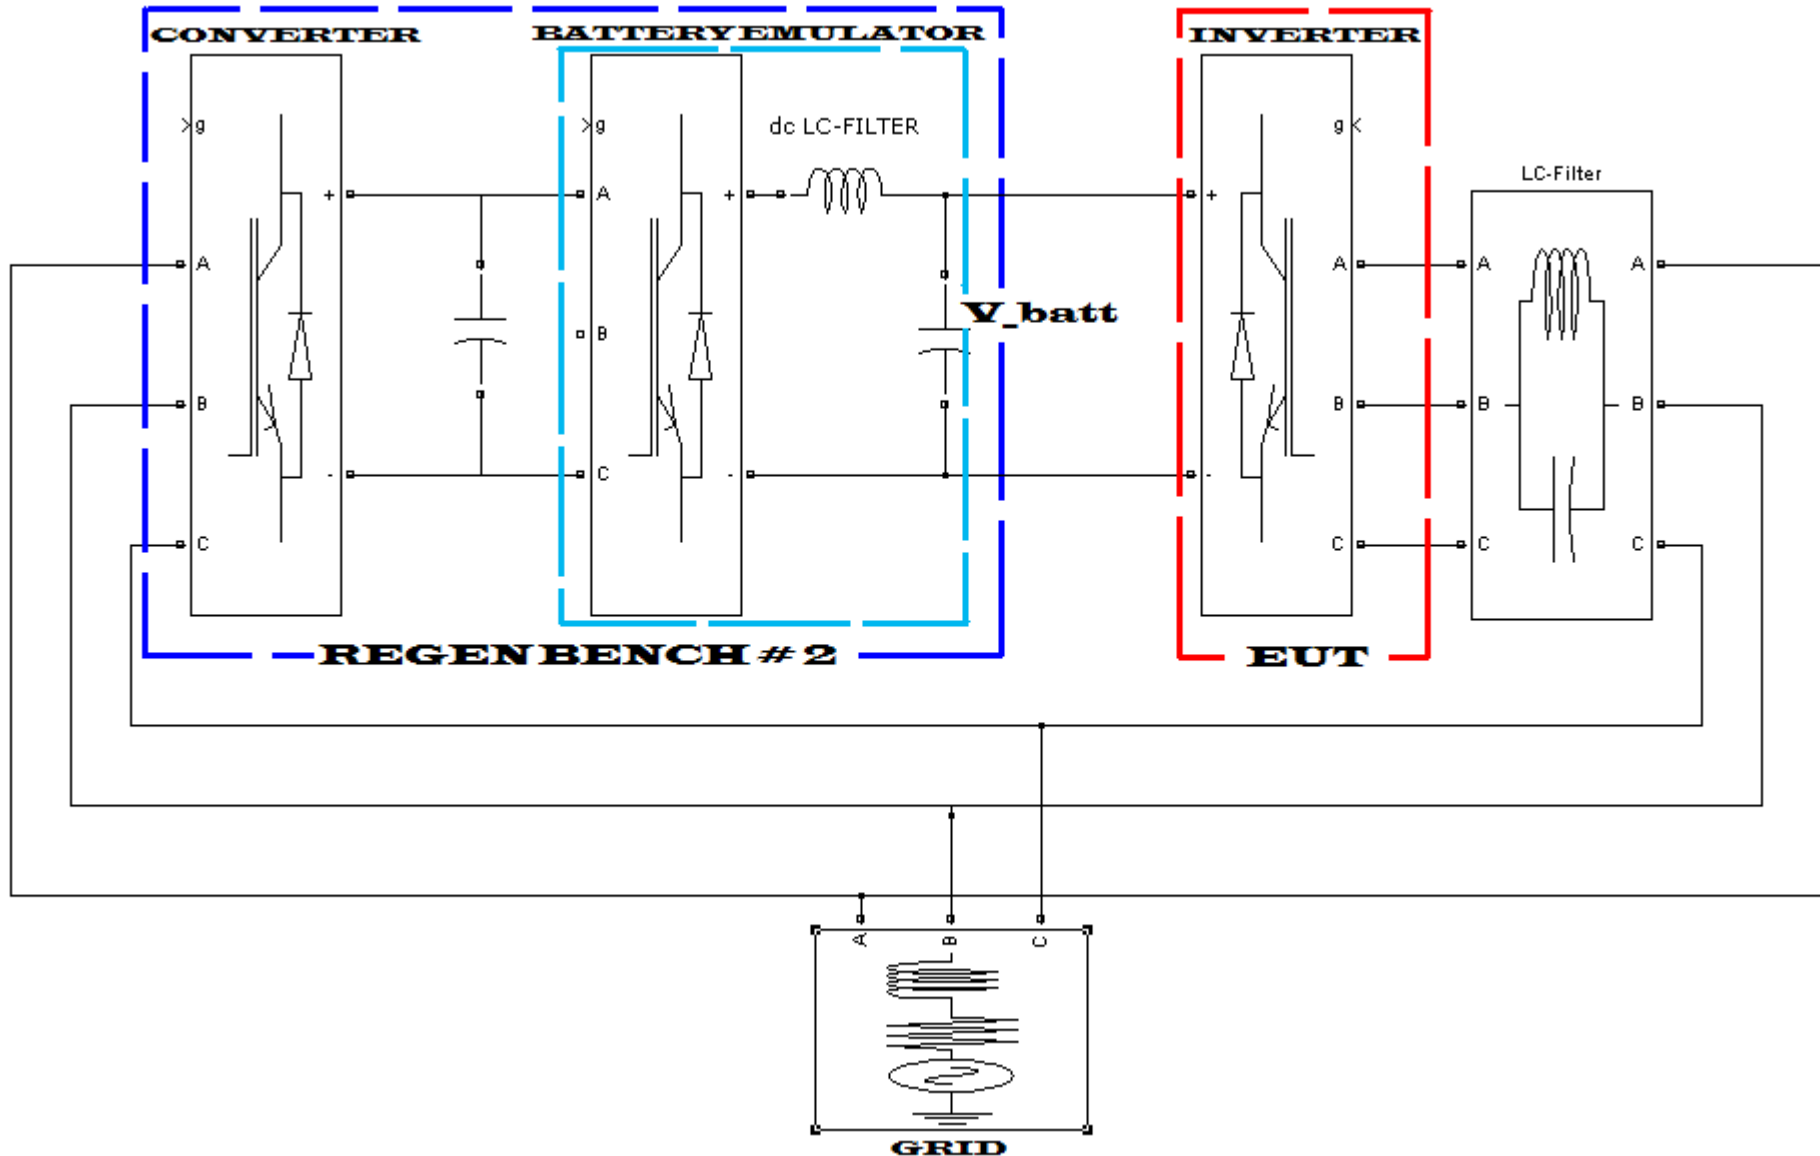 CONVERTER
BATTERY EMULATOR
INVERTER
g
g
g
dc LC-FILTER
LC-Filter
+
A
+
+
A
A
A
A
B
V_batt
B
B
B
B
-
C
-
-
C
C
C
C
REGEN BENCH # 2
EUT
A
B
C
GRID